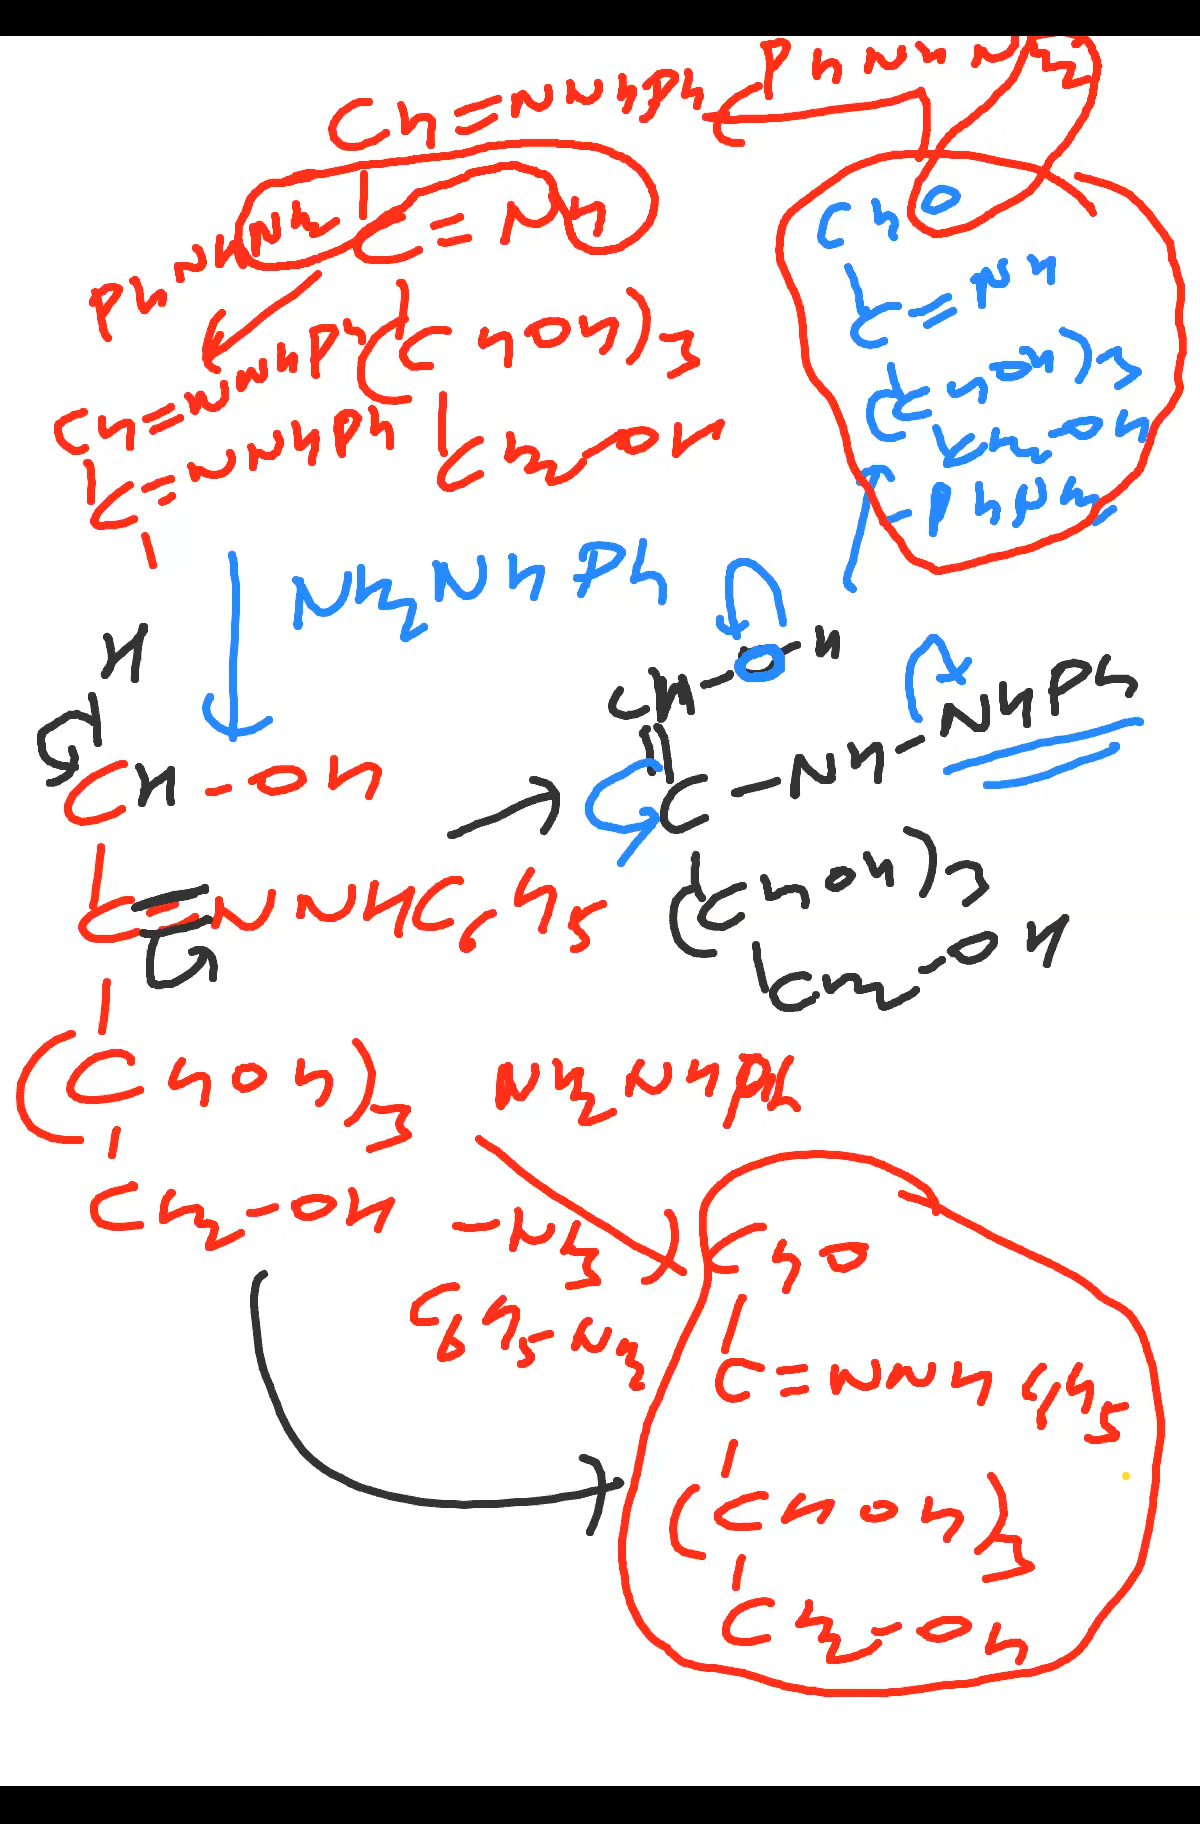 PhNHNH2
CH=NNHPh
CHO
PhNHNH2 C=NH
C=NH
(CHOH)3
(CHOH)3
CH=NNHPh
CH2-OH
C=NNHPh
CH2-OH
-PhNH2
NH2NHPh
H
CH-OH
CH-OH
C-NH-NHPh
C=NNHC6H5
(CHOH)3
CH2-OH
(CHOH)3
NH2NHPh
CH2-OH
-NH3
CHO
C6H5-NH2
C=NNHC6H5
(CHOH)3
CH2-OH